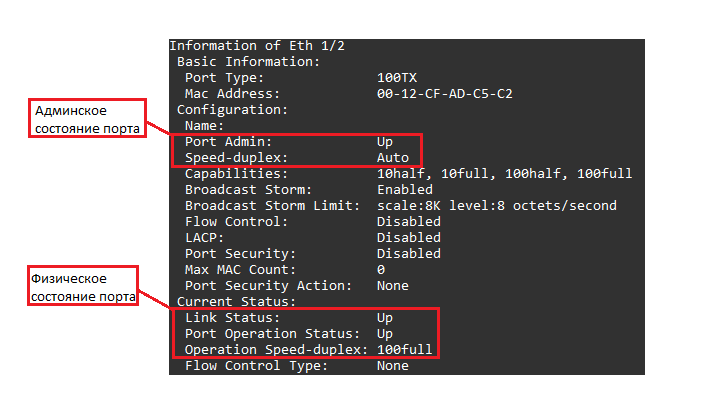 Information of Eth 1/2
Basic Information:
Port Type: 100TX
Mac Address: 00-12-CF-AD-C5-C2
Configuration:
Name:
Port Admin: Up
Speed-duplex: Auto
Capabilities: 10half, 10full, 100half, 100full
Broadcast Storm: Enabled
Broadcast Storm Limit: scale:8K level:8 octets/second
Flow Control: Disabled
LACP: Disabled
Port Security: Disabled
Max MAC Count: 0
Port Security Action: None
Current Status:
Link Status: Up
Port Operation Status: Up
Operation Speed-duplex: 100full
Flow Control Type: None
Админское
состояние порта
Физическое
состояние порта